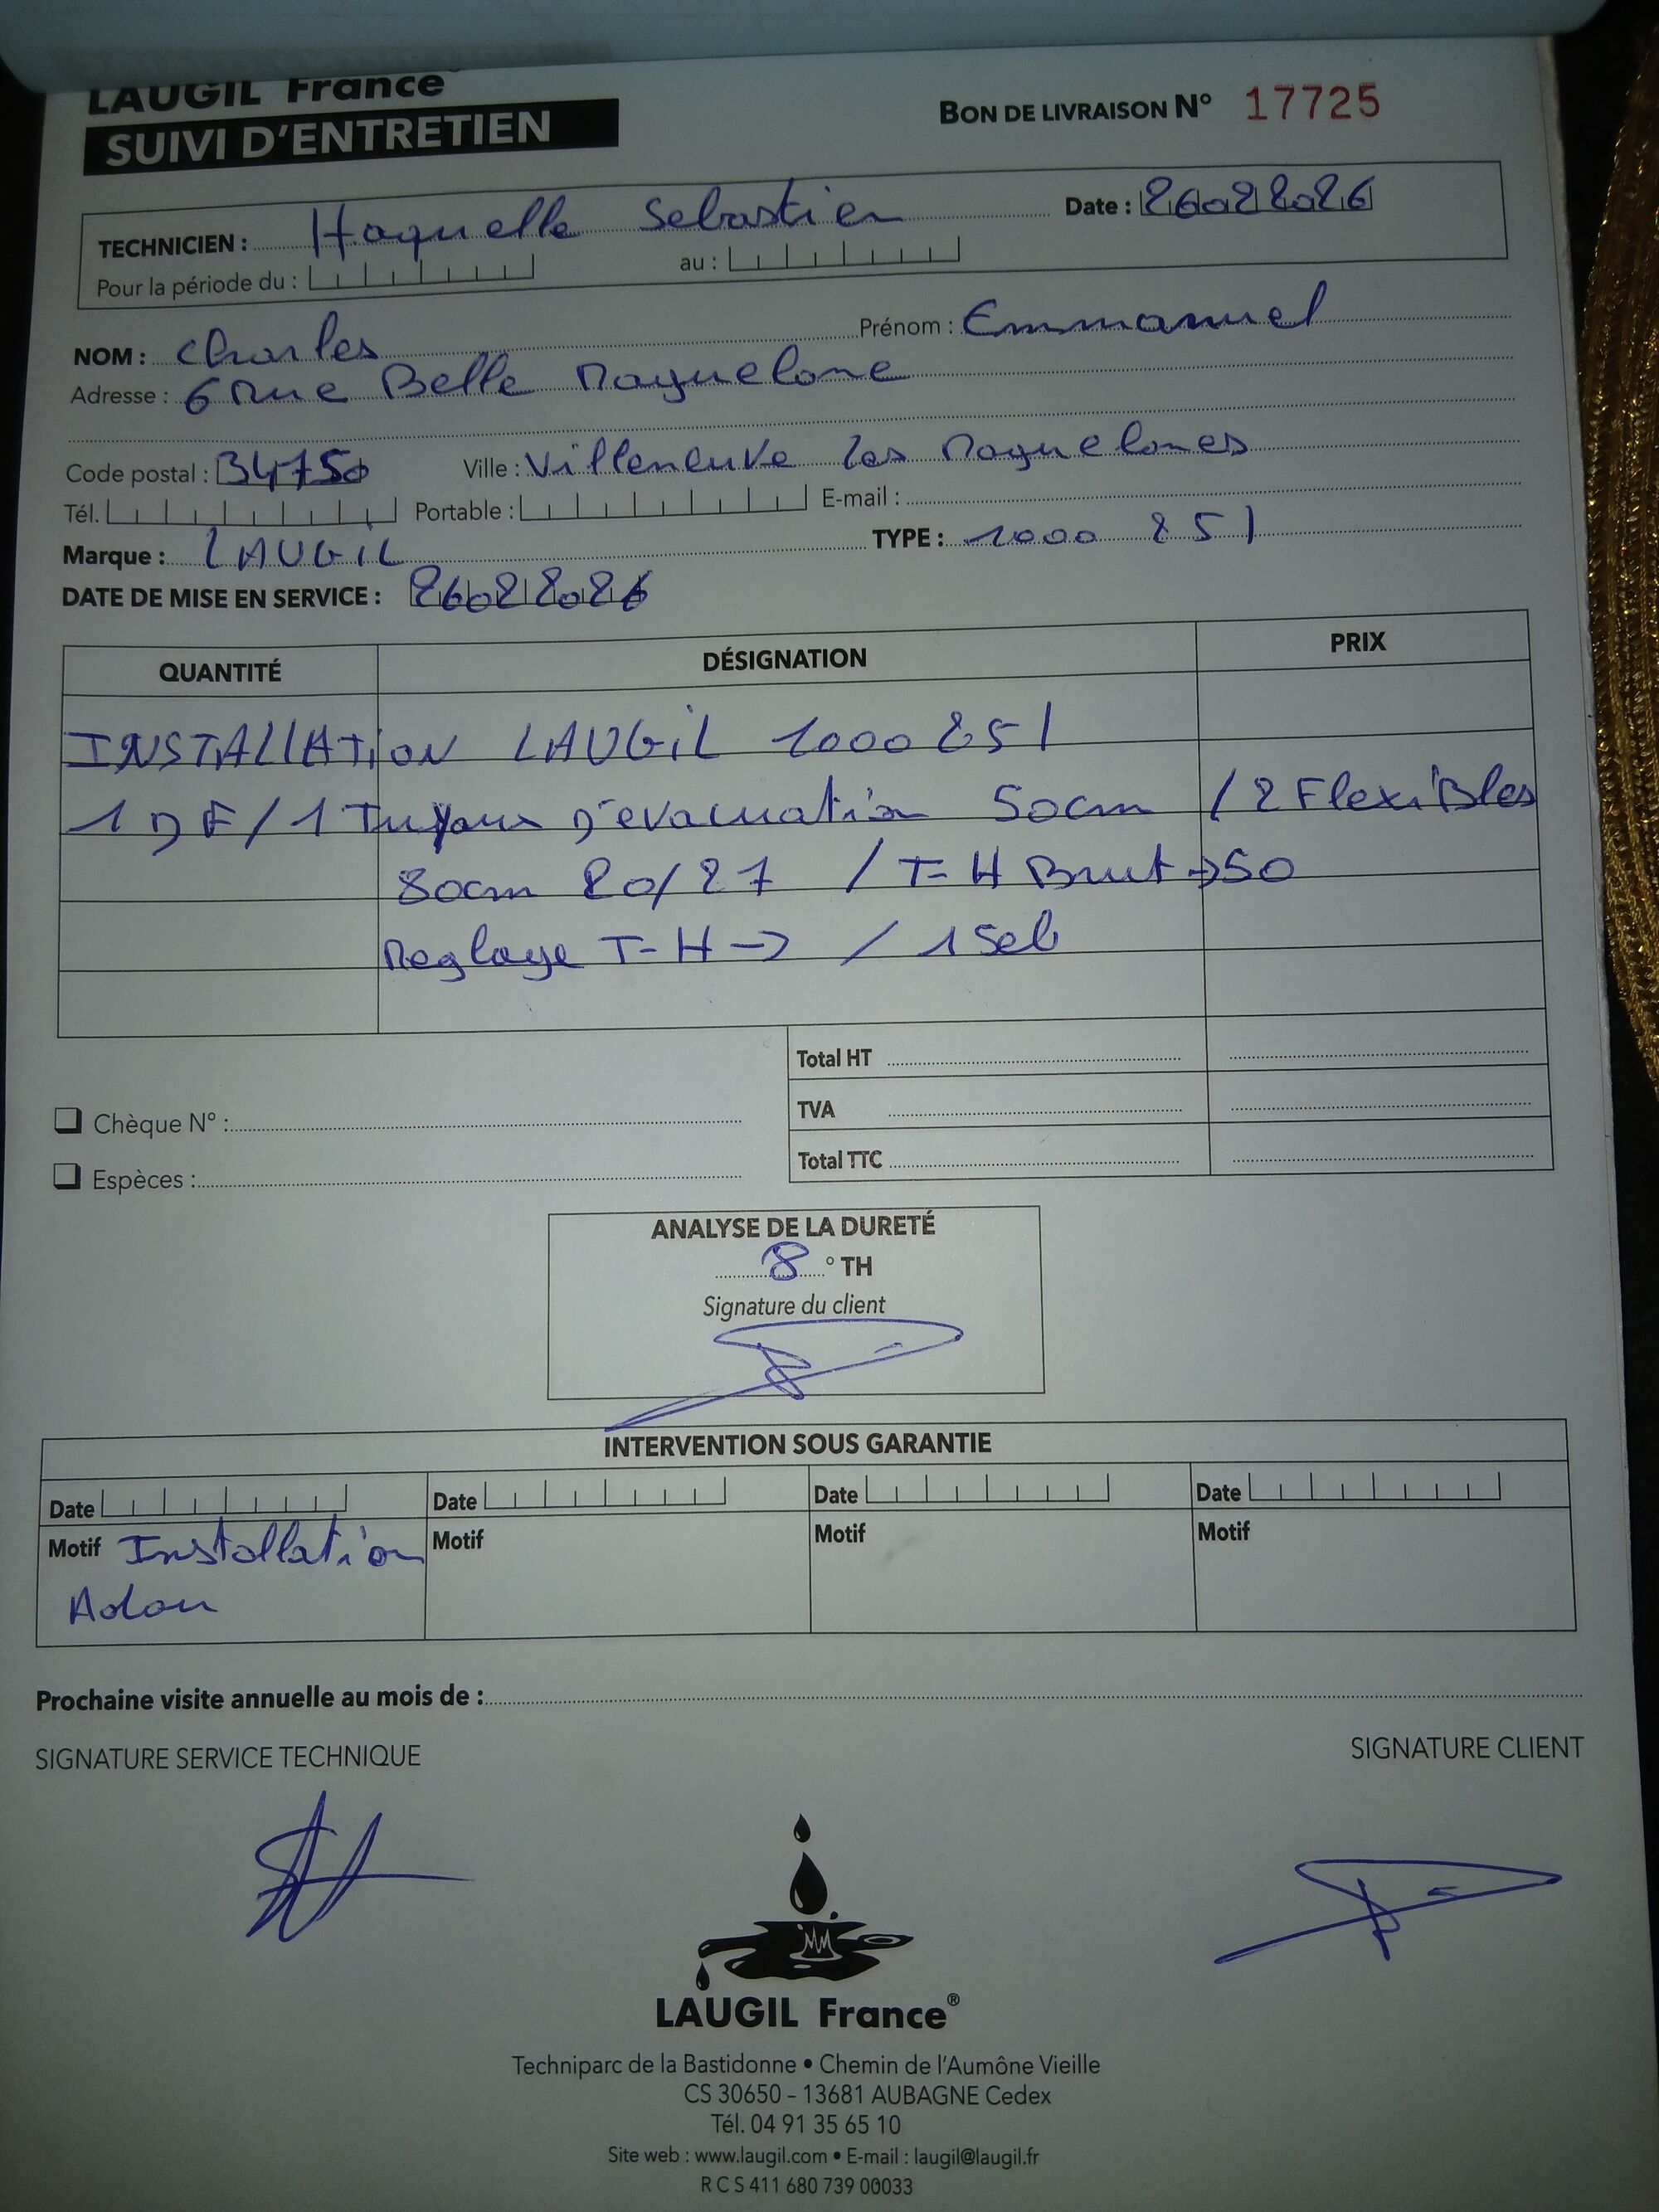 LAUGIL France
SUIVI D'ENTRETIEN
BON DE LIVRAISON N° 17725
TECHNICIEN : Haquelle Sebastien Date : 26022026
Pour la période du : au :
NOM : Charles Prénom : Emmanuel
Adresse : 6 Rue Belle Maguelone
Code postal : 34750 Ville : Villeneuve les Maguelones
Tél. Portable : E-mail :
Marque : LAUGIL TYPE : 1000 25 l
DATE DE MISE EN SERVICE : 26022026
QUANTITÉ DÉSIGNATION PRIX
INSTALLATION LAUGIL 1000 25 l
1 DF / 1 Tuyaux D'évacuation 50cm / 2 Flexibles
80cm 20/27 / T-H Brut → 50
Reglage T-H → / 1 Sel
Total HT
TVA
Total TTC
Chèque N° :
Espèces :
ANALYSE DE LA DURETÉ
8 ° TH
Signature du client
INTERVENTION SOUS GARANTIE
Date Date Date Date
Motif Installation Motif Motif Motif
Adou
Prochaine visite annuelle au mois de :
SIGNATURE SERVICE TECHNIQUE SIGNATURE CLIENT
LAUGIL France®
Techniparc de la Bastidonne • Chemin de l'Aumône Vieille
CS 30650 – 13681 AUBAGNE Cedex
Tél. 04 91 35 65 10
Site web : www.laugil.com • E-mail : laugil@laugil.fr
R C S 411 680 739 00033